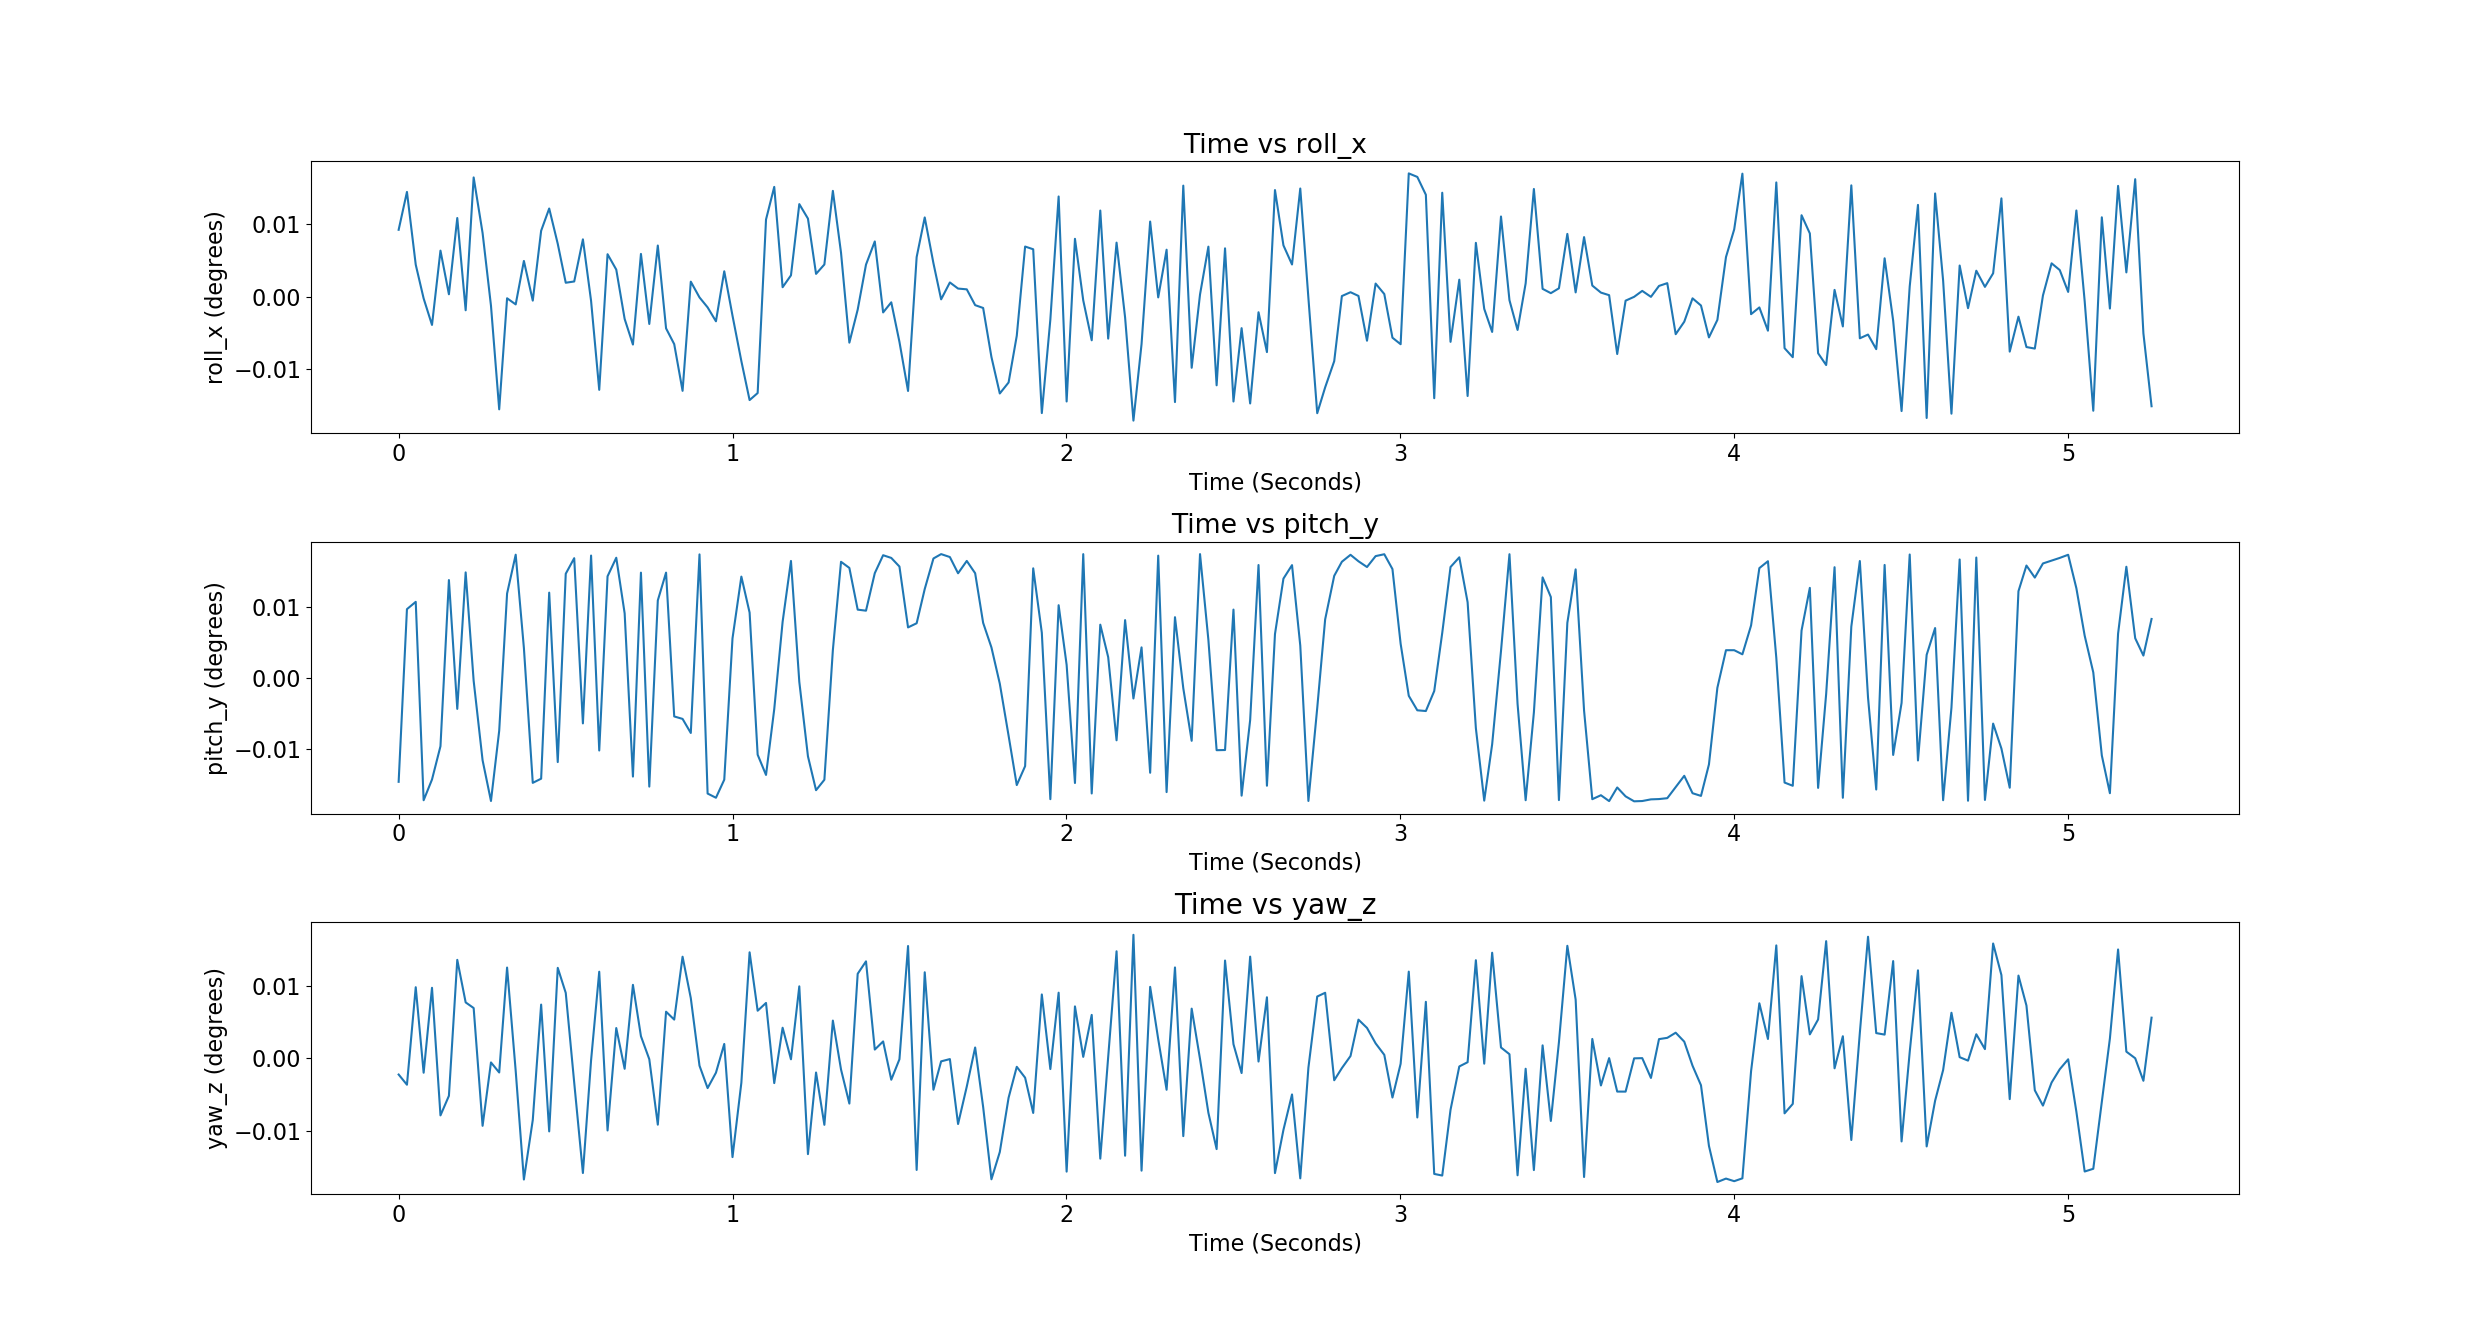 Time vs roll_x
roll_x (degrees)
0.01
0.00
−0.01
0 1 2 3 4 5
Time (Seconds)
Time vs pitch_y
pitch_y (degrees)
0.01
0.00
−0.01
0 1 2 3 4 5
Time (Seconds)
Time vs yaw_z
yaw_z (degrees)
0.01
0.00
−0.01
0 1 2 3 4 5
Time (Seconds)